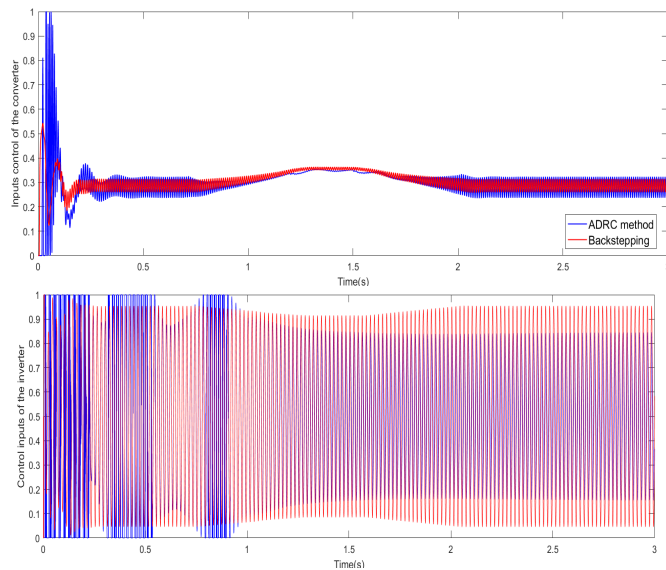 Inputs control of the converter
1
0.9
0.8
0.7
0.6
0.5
0.4
0.3
0.2
0.1
0
ADRC method
Backstepping
0 0.5 1 1.5 2 2.5
Time(s)
Control inputs of the inverter
1
0.9
0.8
0.7
0.6
0.5
0.4
0.3
0.2
0.1
0
0 0.5 1 1.5 2 2.5 3
Time(s)